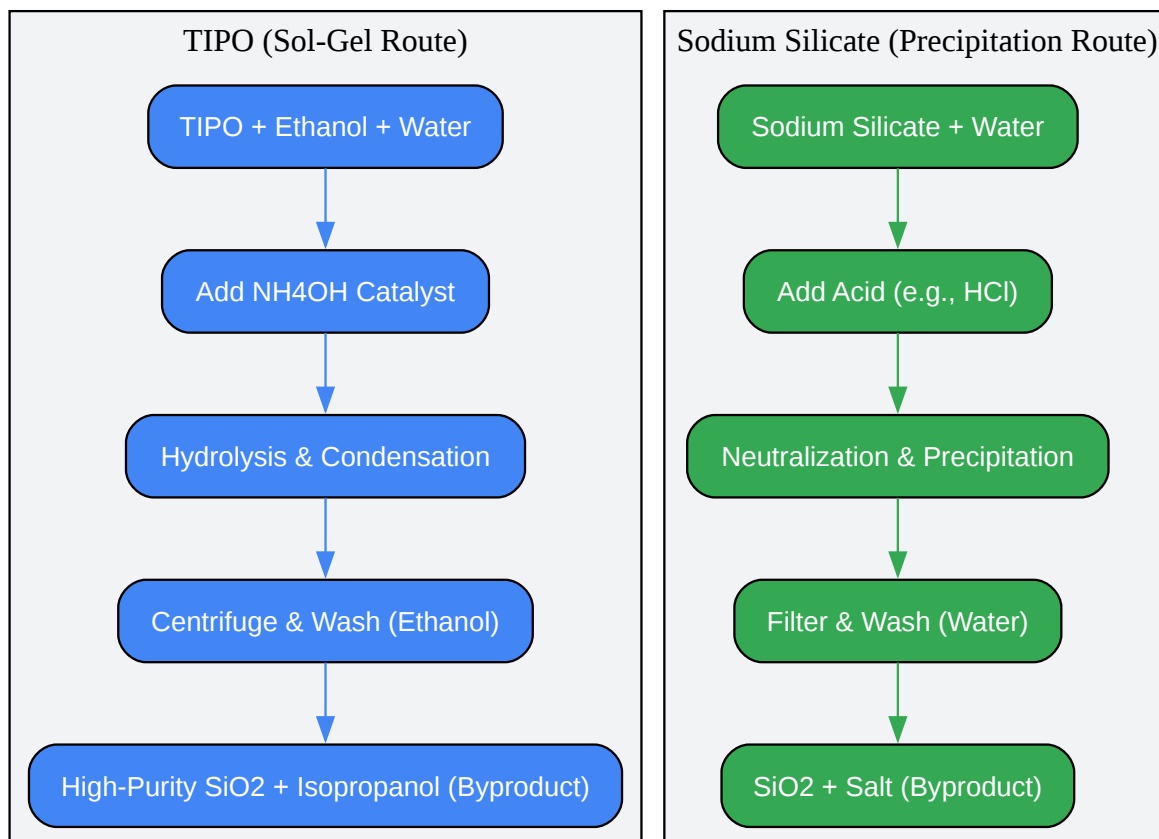 TIPO (Sol-Gel Route)
TIPO + Ethanol + Water
Add NH4OH Catalyst
Hydrolysis & Condensation
Centrifuge & Wash (Ethanol)
High-Purity SiO2 + Isopropanol (Byproduct)
Sodium Silicate (Precipitation Route)
Sodium Silicate + Water
Add Acid (e.g., HCl)
Neutralization & Precipitation
Filter & Wash (Water)
SiO2 + Salt (Byproduct)